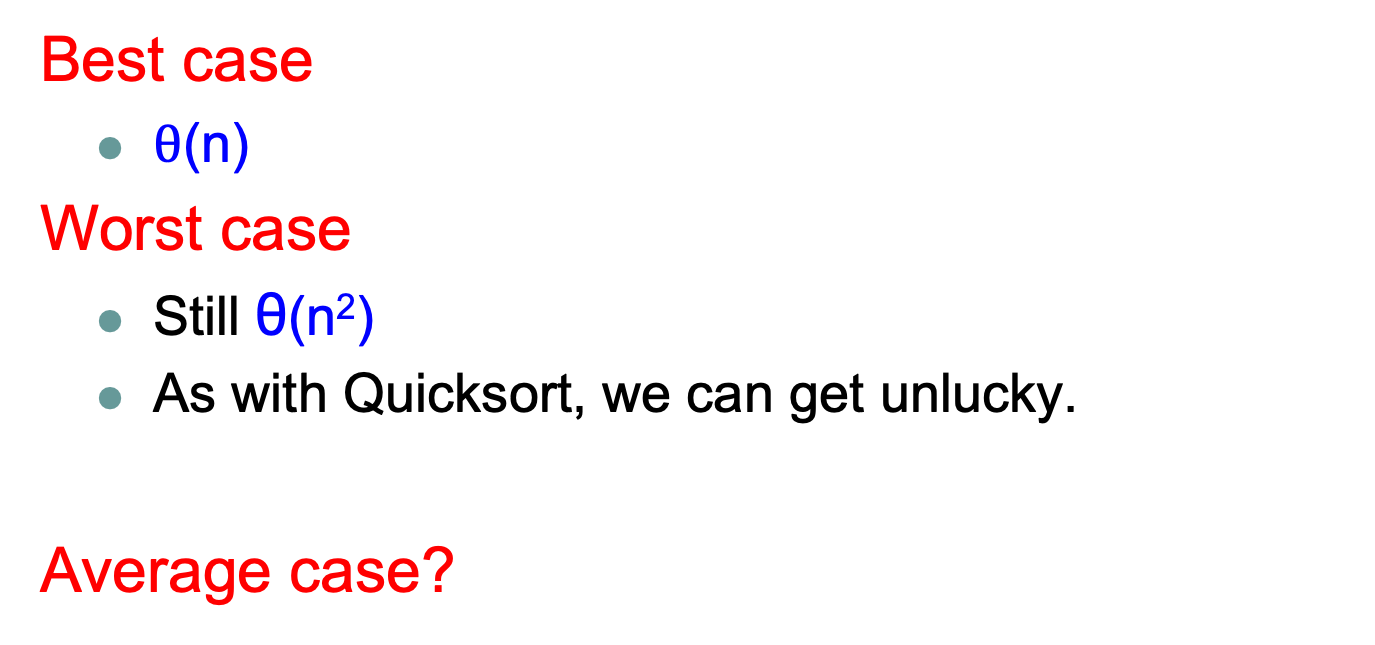 Best case
● θ(n)
Worst case
● Still θ(n²)
● As with Quicksort, we can get unlucky.
Average case?